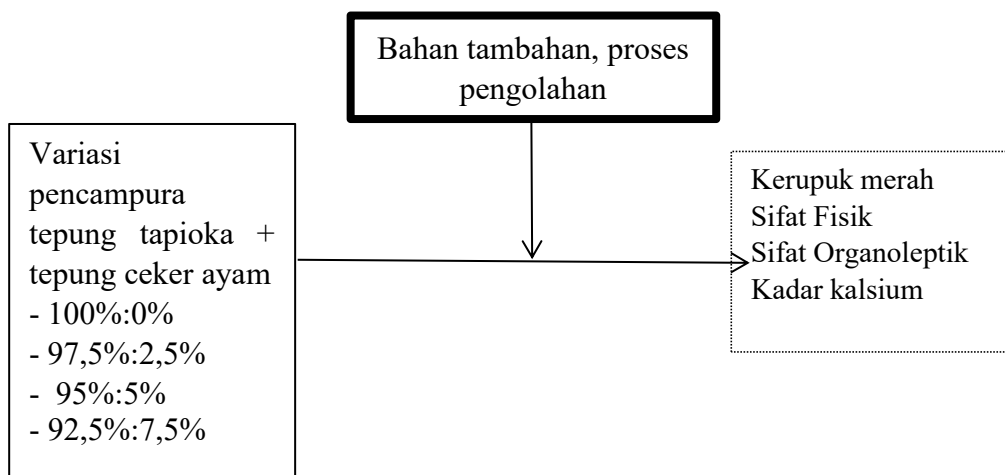 Bahan tambahan, proses
pengolahan
Variasi
pencampura
tepung tapioka +
tepung ceker ayam
- 100%:0%
- 97,5%:2,5%
- 95%:5%
- 92,5%:7,5%
Kerupuk merah
Sifat Fisik
Sifat Organoleptik
Kadar kalsium